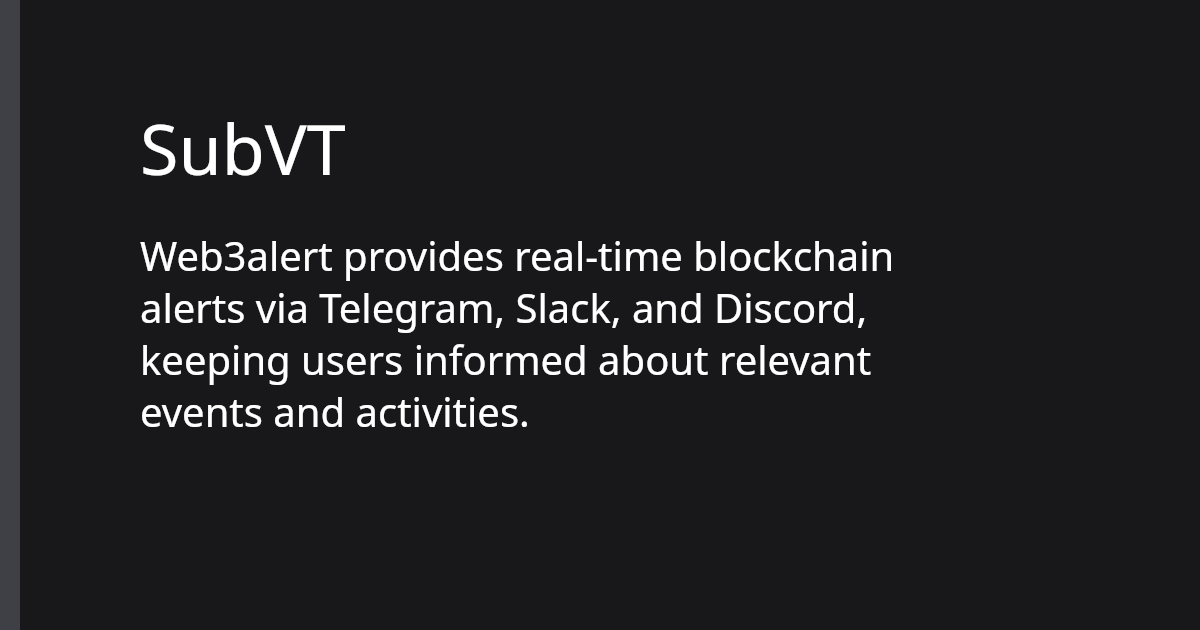 SubVT
Web3alert provides real-time blockchain
alerts via Telegram, Slack, and Discord,
keeping users informed about relevant
events and activities.